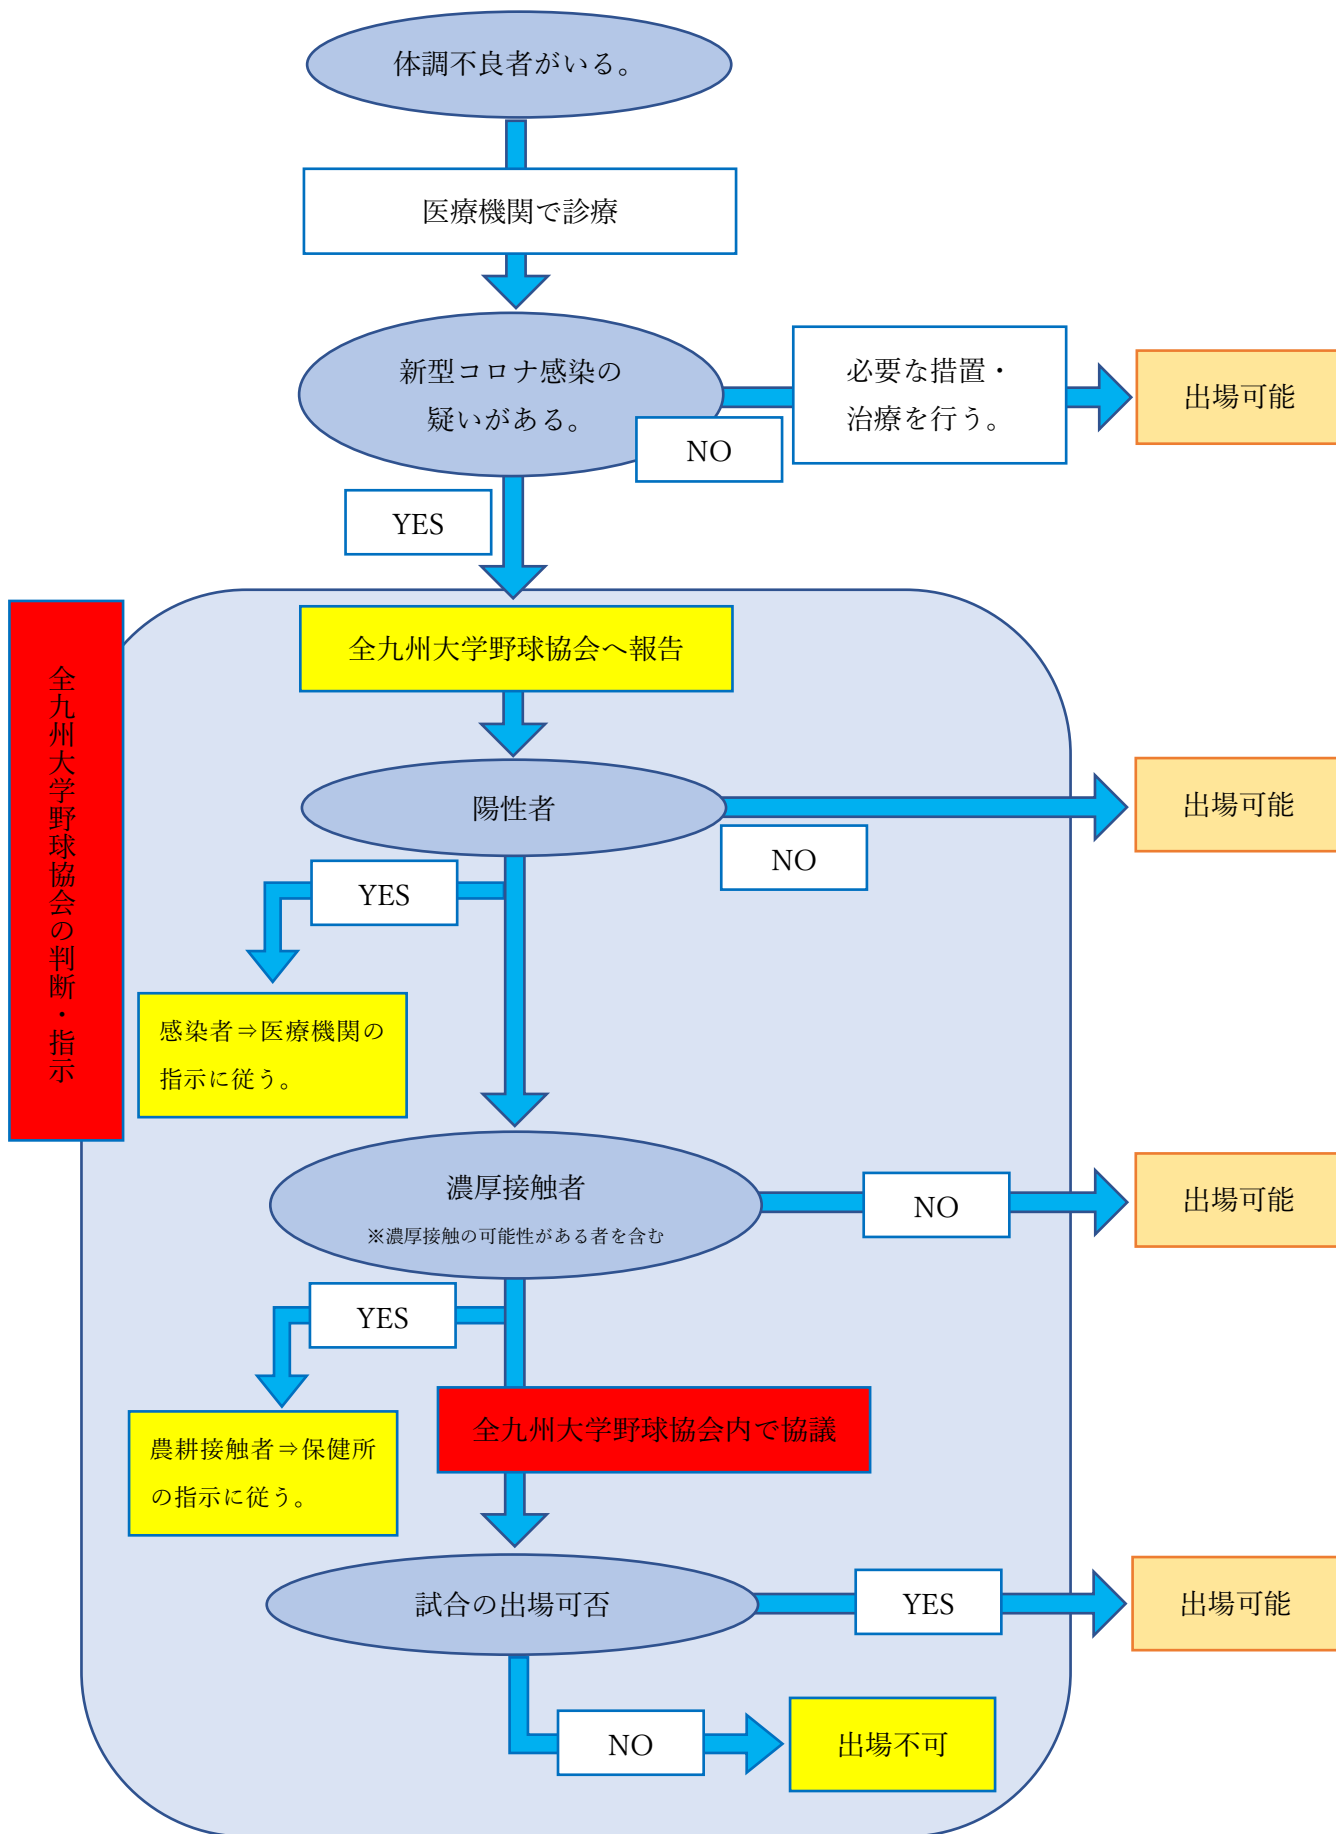 体調不良者がいる。
医療機関で診療
新型コロナ感染の
疑いがある。
NO
必要な措置・
治療を行う。
出場可能
YES
全九州大学野球協会の判断・指示
全九州大学野球協会へ報告
陽性者
NO
出場可能
YES
感染者⇒医療機関の
指示に従う。
濃厚接触者
※濃厚接触の可能性がある者を含む
NO
出場可能
YES
農耕接触者⇒保健所
の指示に従う。
全九州大学野球協会内で協議
試合の出場可否
YES
出場可能
NO
出場不可